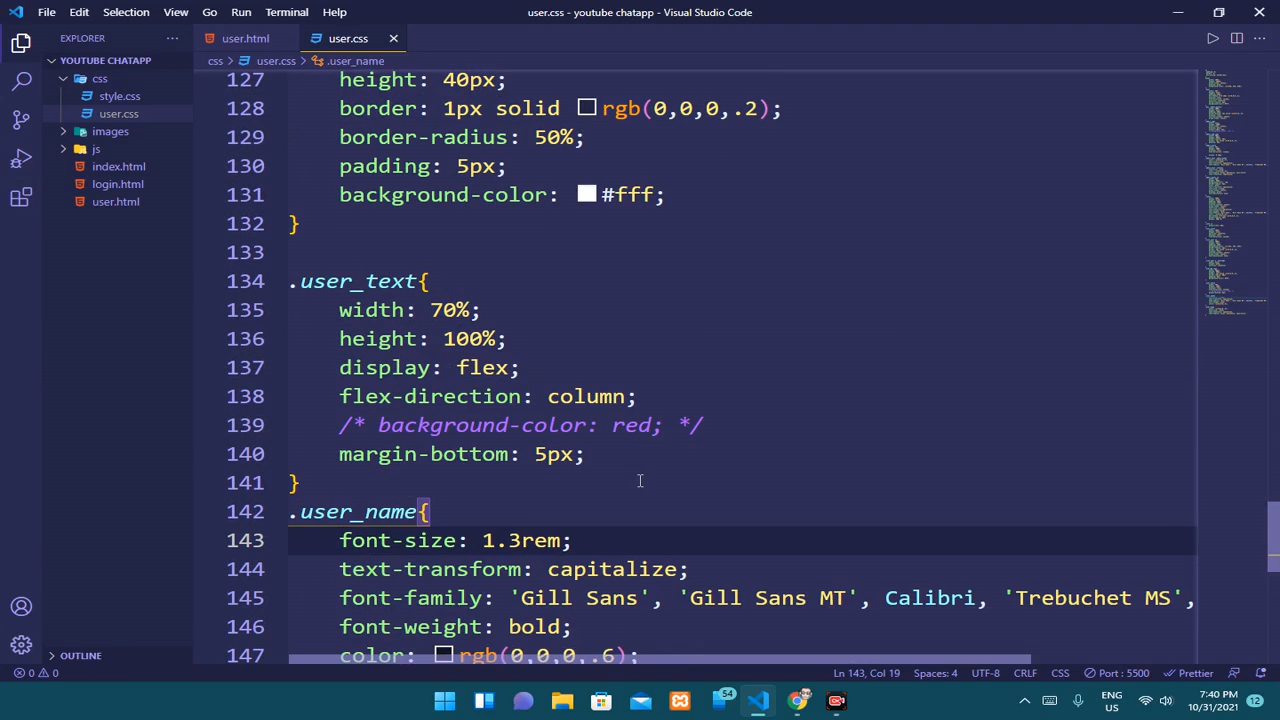 File Edit Selection View Go Run Terminal Help
user.css - youtube chatapp - Visual Studio Code
EXPLORER
user.html
user.css
YOUTUBE CHATAPP
css > user.css > .user_name
css
style.css
user.css
images
js
index.html
login.html
user.html
127 height: 40px;
128 border: 1px solid rgb(0,0,0,.2);
129 border-radius: 50%;
130 padding: 5px;
131 background-color: #fff;
132 }
133
134 .user_text{
135 width: 70%;
136 height: 100%;
137 display: flex;
138 flex-direction: column;
139 /* background-color: red; */
140 margin-bottom: 5px;
141 }
142 .user_name{
143 font-size: 1.3rem;
144 text-transform: capitalize;
145 font-family: 'Gill Sans', 'Gill Sans MT', Calibri, 'Trebuchet MS',
146 font-weight: bold;
147 color: rgb(0,0,0,.6);
OUTLINE
0 0
Ln 143, Col 19 Spaces: 4 UTF-8 CRLF CSS Port : 5500 Prettier
54
ENG
US
7:40 PM
10/31/2021
12